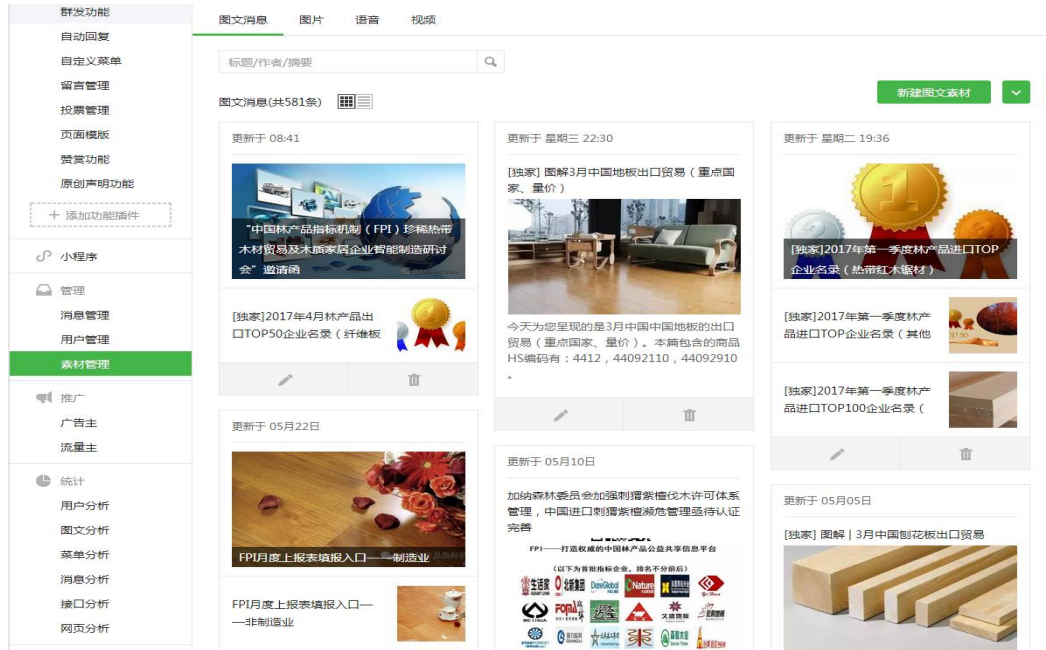 群发功能
自动回复
自定义菜单
留言管理
投票管理
页面模版
赞赏功能
原创声明功能
添加功能插件
小程序
管理
消息管理
用户管理
素材管理
推广
广告主
流量主
统计
用户分析
图文分析
菜单分析
消息分析
接口分析
网页分析
图文消息 图片 语音 视频
标题/作者/摘要
图文消息(共581条)
新建图文素材
更新于 08:41
“中国林产品指标机制（FPI）珍稀热带
木材贸易及木质家居企业智能制造研讨
会”邀请函
[独家]2017年4月林产品出
口TOP50企业名录（纤维板
更新于 05月22日
FPI月度上报表填报入口——制造业
FPI月度上报表填报入口—
—非制造业
更新于 星期三 22:30
[独家] 图解3月中国地板出口贸易（重点国
家、量价）
今天为您呈现的是3月中国中国地板的出口
贸易（重点国家、量价）。本篇包含的商品
HS编码有：4412，44092110，44092910
。
更新于 05月10日
加纳森林委员会加强刺猬紫檀伐木许可体系
管理，中国进口刺猬紫檀濒危管理亟待认证
完善
FPI——打造权威的中国林产品公益共享信息平台
（以下为首批指标企业，排名不分前后）
生活家 北新集团 DareGlobal Nature
更新于 星期二 19:36
[独家]2017年第一季度林产品进口TOP
企业名录（热带红木锯材）
[独家]2017年第一季度林产
品进口TOP企业名录（其他
[独家]2017年第一季度林产
品进口TOP100企业名录（
更新于 05月05日
[独家] 图解 | 3月中国刨花板出口贸易